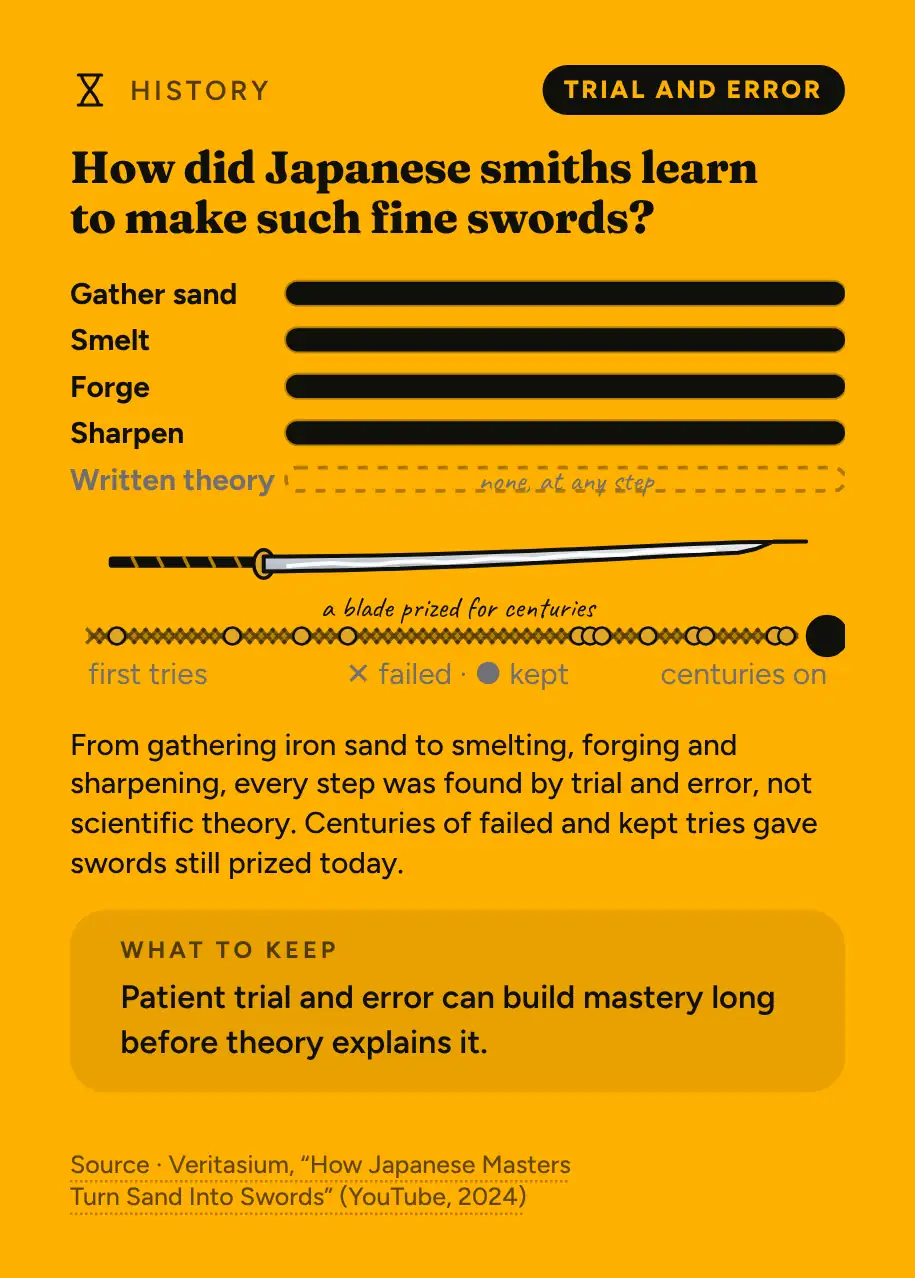 HISTORY
TRIAL AND ERROR
How did Japanese smiths learn
to make such fine swords?
Gather sand
Smelt
Forge
Sharpen
Written theory
none, at any step
a blade prized for centuries
first tries
✕ failed · ● kept
centuries on
From gathering iron sand to smelting, forging and
sharpening, every step was found by trial and error, not
scientific theory. Centuries of failed and kept tries gave
swords still prized today.
WHAT TO KEEP
Patient trial and error can build mastery long
before theory explains it.
Source · Veritasium, “How Japanese Masters
Turn Sand Into Swords” (YouTube, 2024)